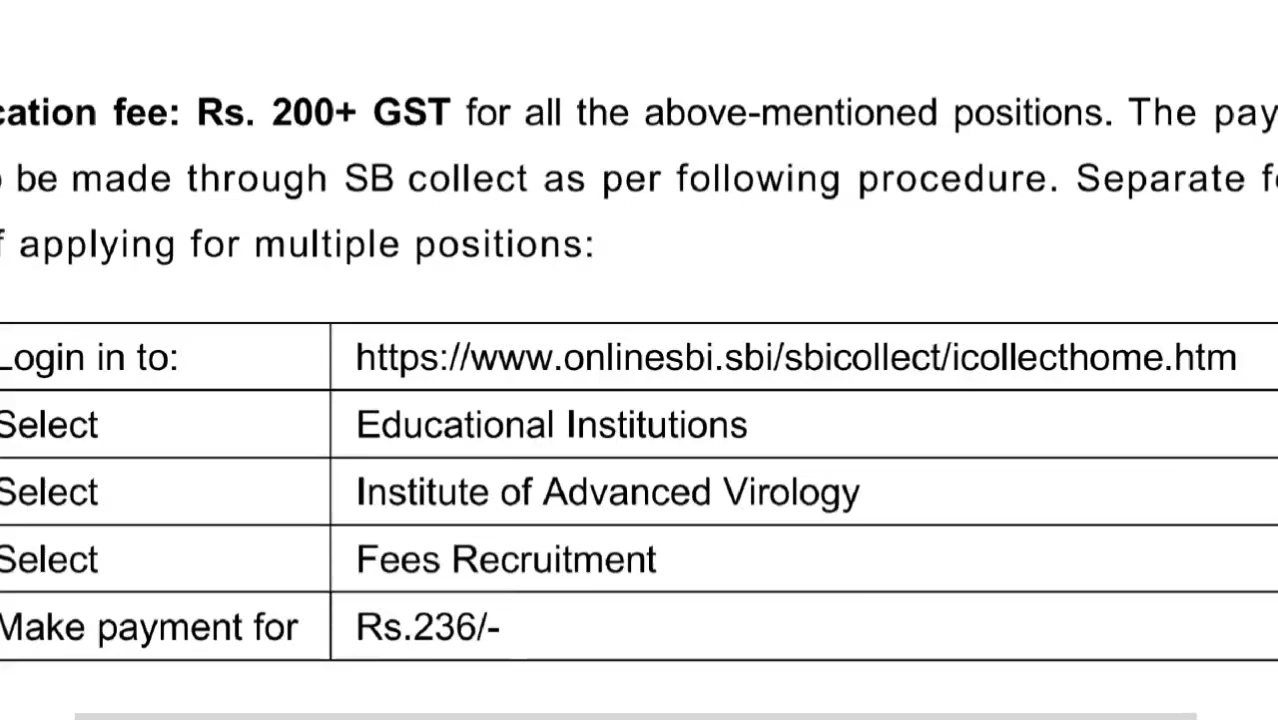 cation fee: Rs. 200+ GST for all the above-mentioned positions. The pay
be made through SB collect as per following procedure. Separate
applying for multiple positions:
Login in to: https://www.onlinesbi.sbi/sbicollect/icollecthome.htm
Select Educational Institutions
Select Institute of Advanced Virology
Select Fees Recruitment
Make payment for Rs.236/-